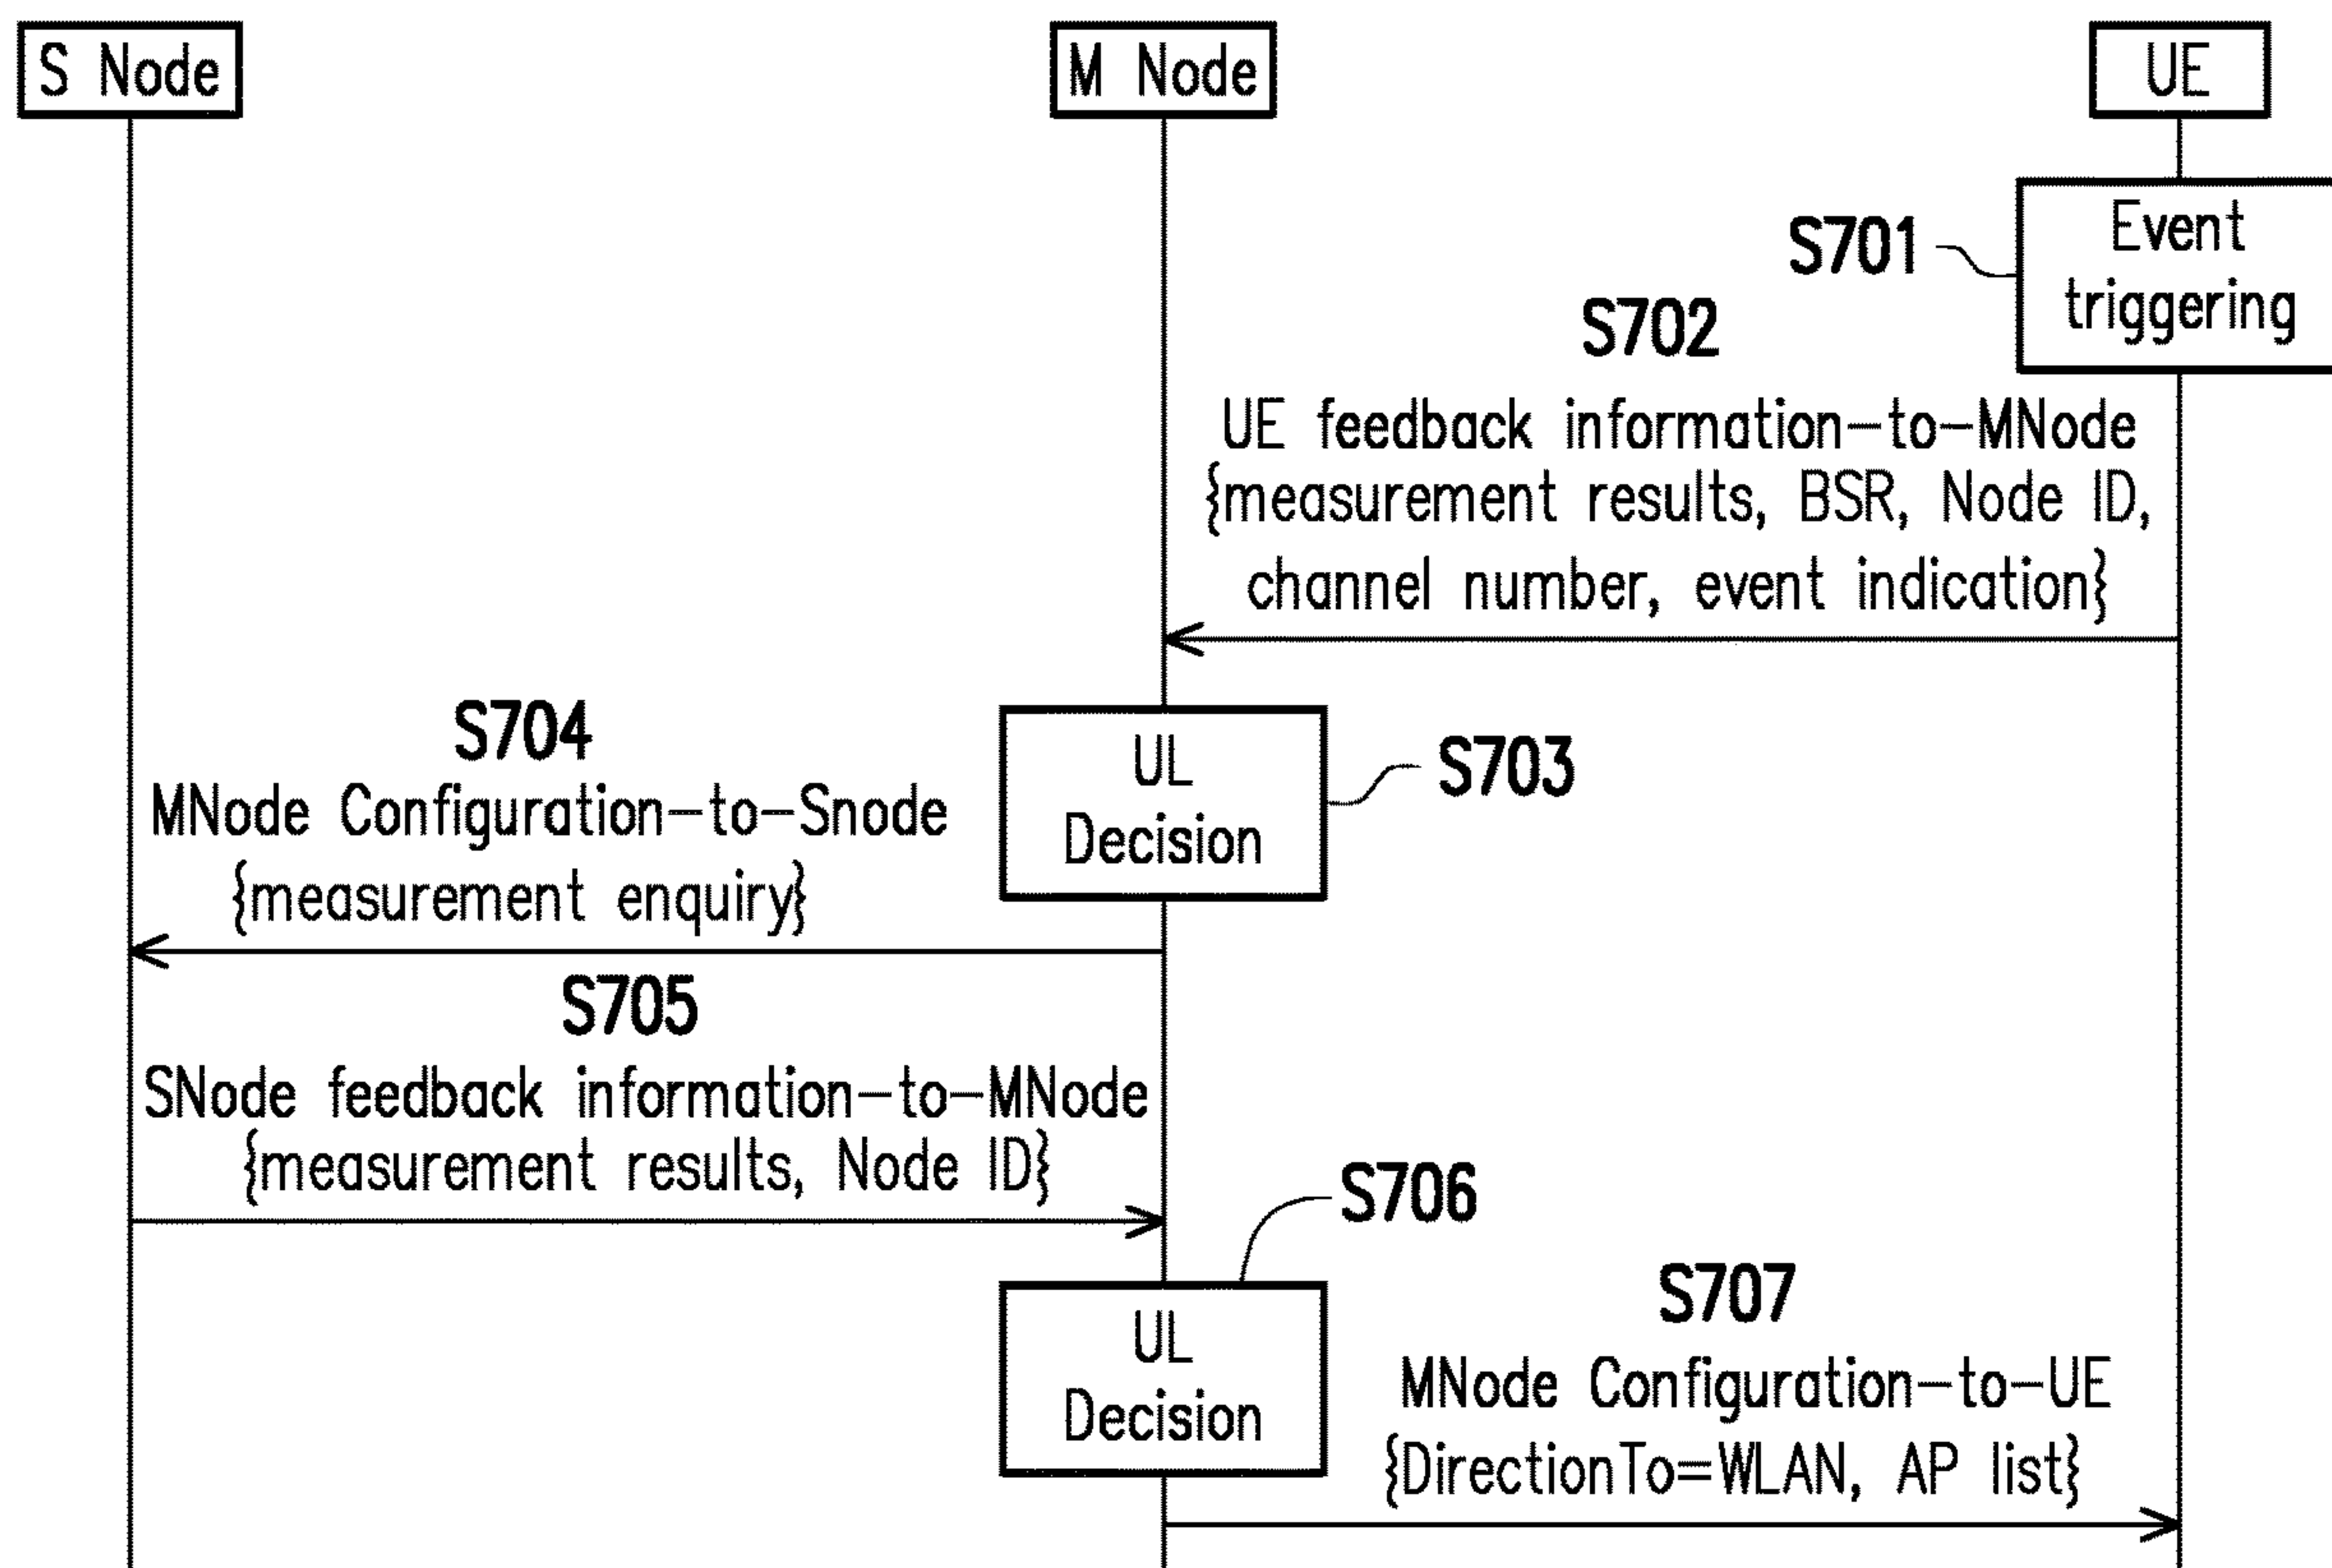 S Node
M Node
UE
S701
Event
triggering
S702
UE feedback information-to-MNode
{measurement results, BSR, Node ID,
channel number, event indication}
UL
Decision
S703
S704
MNode Configuration-to-Snode
{measurement enquiry}
S705
SNode feedback information-to-MNode
{measurement results, Node ID}
S706
UL
Decision
S707
MNode Configuration-to-UE
{DirectionTo=WLAN, AP list}